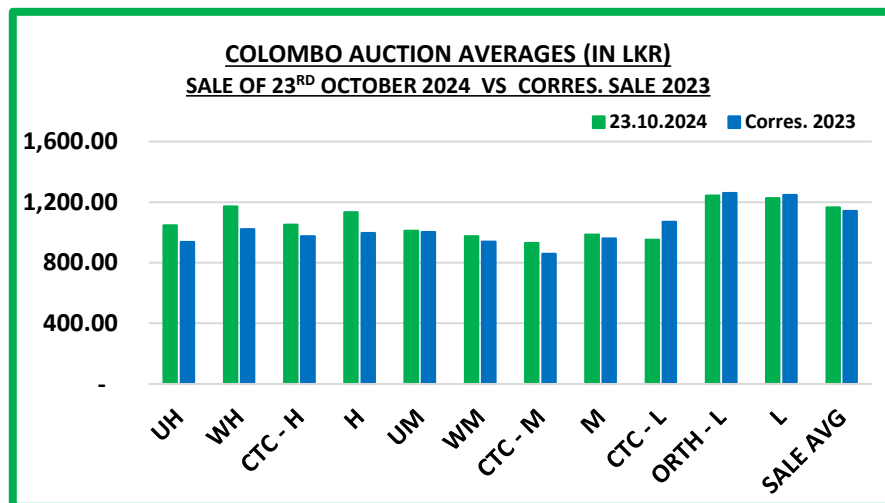 COLOMBO AUCTION AVERAGES (IN LKR)
SALE OF 23RD OCTOBER 2024 VS CORRES. SALE 2023
23.10.2024 Corres. 2023
1,600.00
1,200.00
800.00
400.00
-
UH WH CTC - H H UM WM CTC - M M CTC - L ORTH - L L SALE AVG